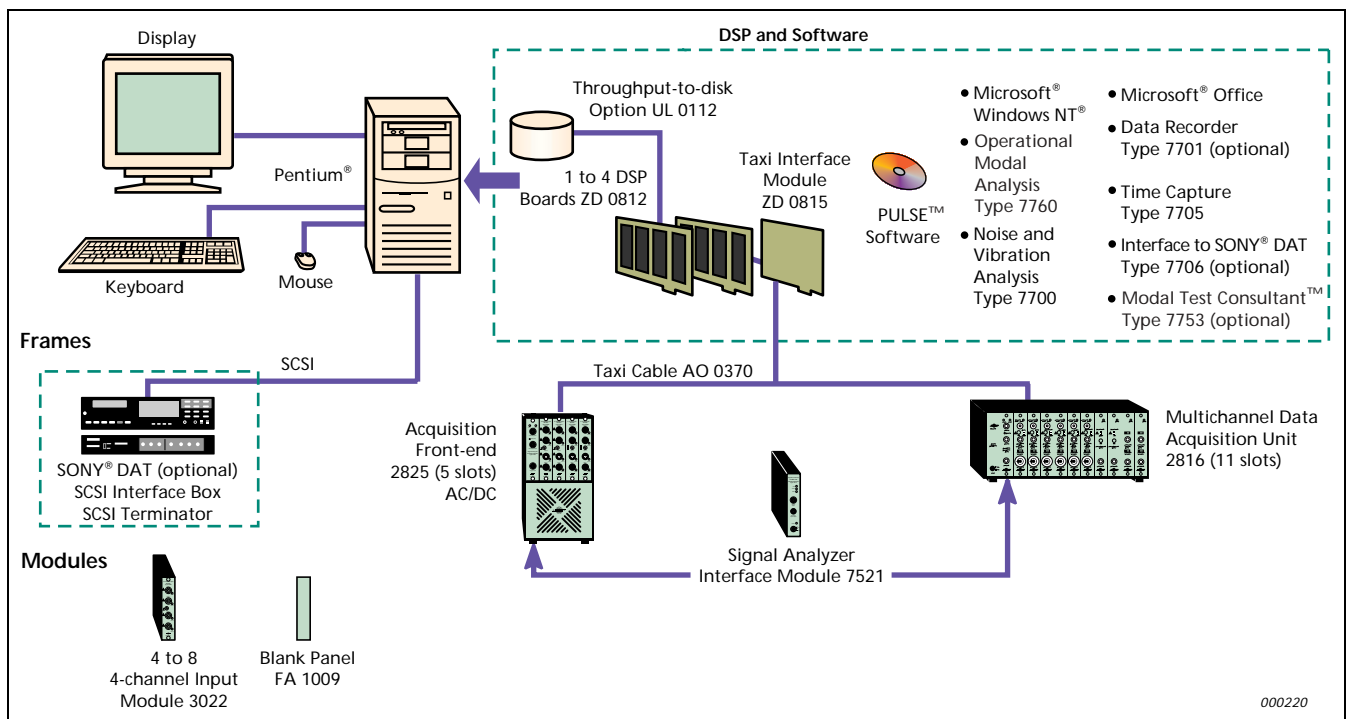 Display
DSP and Software
Throughput-to-disk
Option UL 0112
Pentium®
1 to 4 DSP
Boards ZD 0812
Taxi Interface
Module
ZD 0815
PULSE™
Software
• Microsoft®
Windows NT®
• Operational
Modal
Analysis
Type 7760
• Noise and
Vibration
Analysis
Type 7700
• Microsoft® Office
• Data Recorder
Type 7701 (optional)
• Time Capture
Type 7705
• Interface to SONY® DAT
Type 7706 (optional)
• Modal Test Consultant™
Type 7753 (optional)
Keyboard
Mouse
Frames
SCSI
SONY® DAT (optional)
SCSI Interface Box
SCSI Terminator
Taxi Cable AO 0370
Acquisition
Front-end
2825 (5 slots)
AC/DC
Multichannel Data
Acquisition Unit
2816 (11 slots)
Signal Analyzer
Interface Module 7521
Modules
4 to 8
4-channel Input
Module 3022
Blank Panel
FA 1009
000220